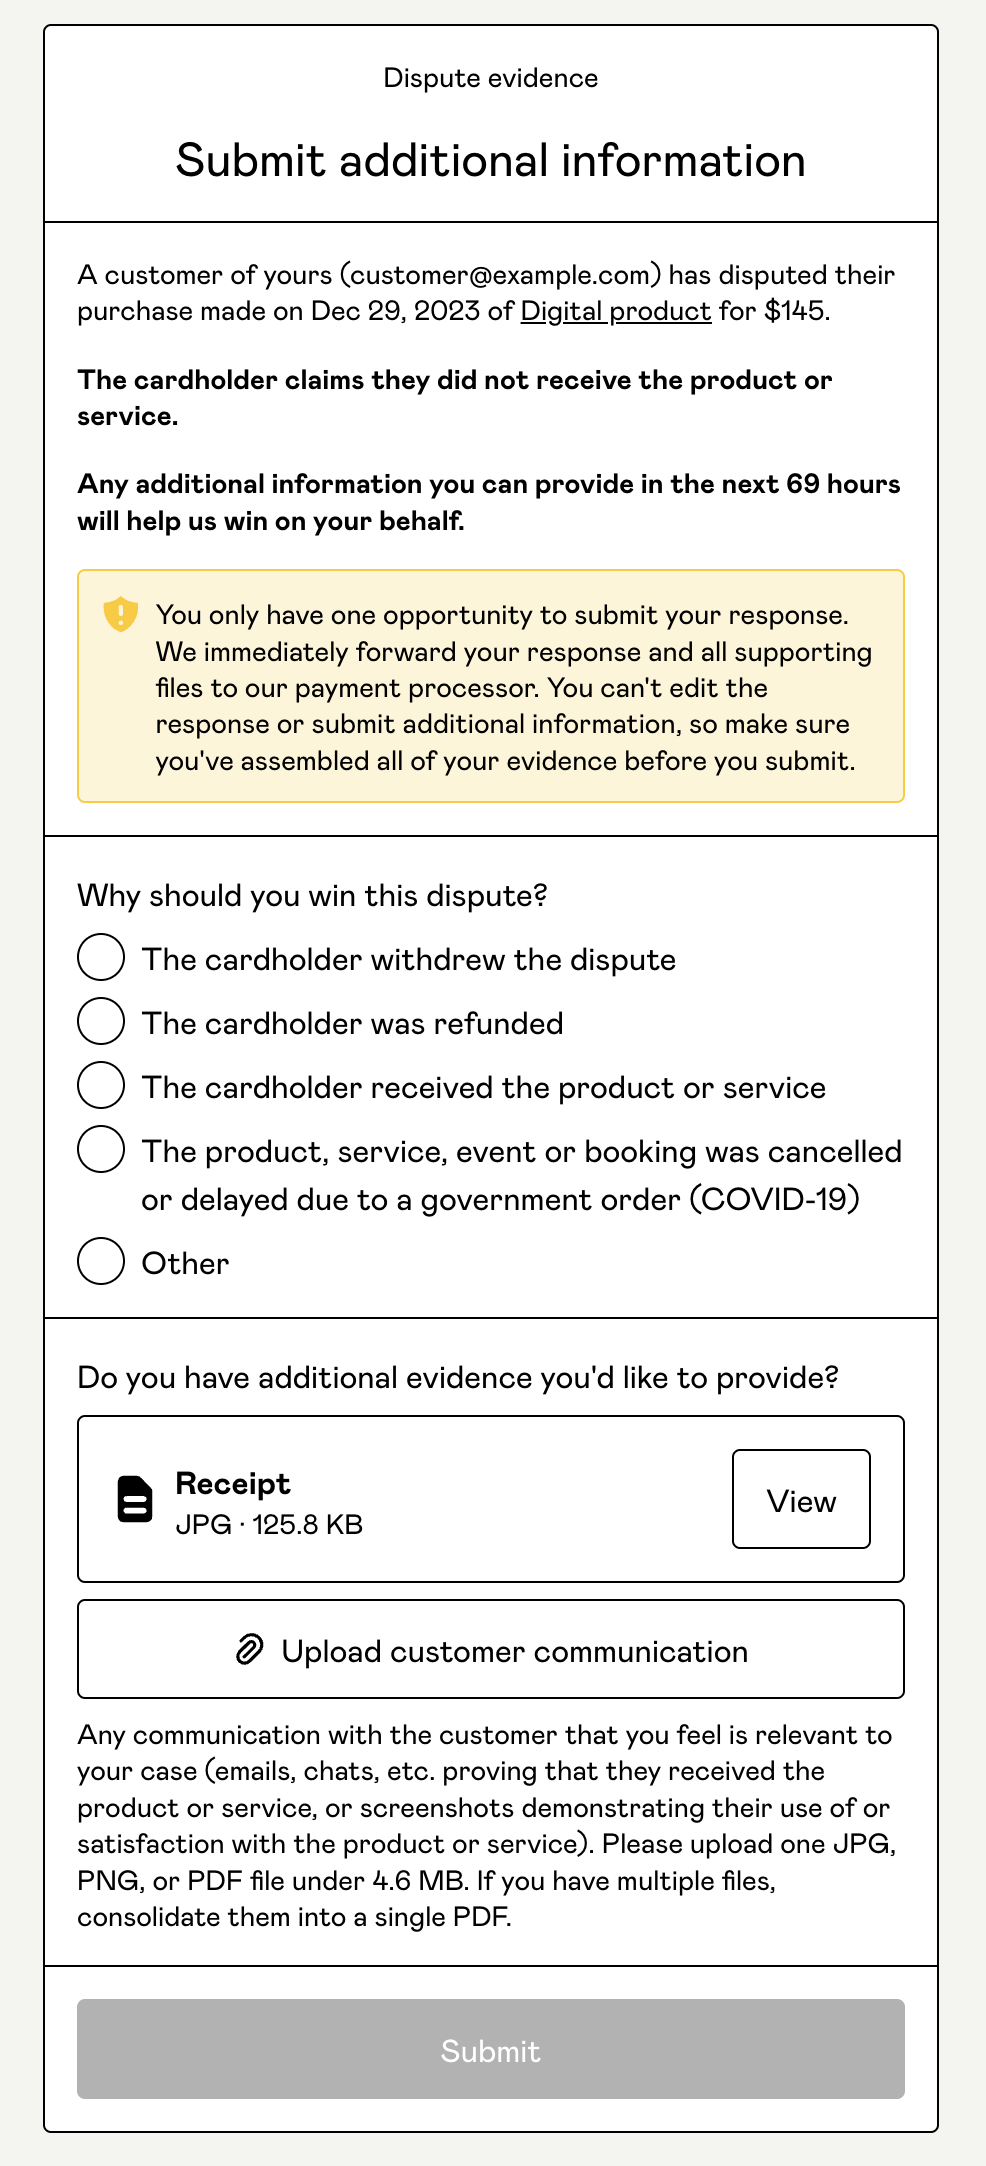 Dispute evidence
Submit additional information
A customer of yours (customer@example.com) has disputed their
purchase made on Dec 29, 2023 of Digital product for $145.
The cardholder claims they did not receive the product or
service.
Any additional information you can provide in the next 69 hours
will help us win on your behalf.
You only have one opportunity to submit your response.
We immediately forward your response and all supporting
files to our payment processor. You can't edit the
response or submit additional information, so make sure
you've assembled all of your evidence before you submit.
Why should you win this dispute?
The cardholder withdrew the dispute
The cardholder was refunded
The cardholder received the product or service
The product, service, event or booking was cancelled
or delayed due to a government order (COVID-19)
Other
Do you have additional evidence you'd like to provide?
Receipt
JPG · 125.8 KB
View
Upload customer communication
Any communication with the customer that you feel is relevant to
your case (emails, chats, etc. proving that they received the
product or service, or screenshots demonstrating their use of or
satisfaction with the product or service). Please upload one JPG,
PNG, or PDF file under 4.6 MB. If you have multiple files,
consolidate them into a single PDF.
Submit